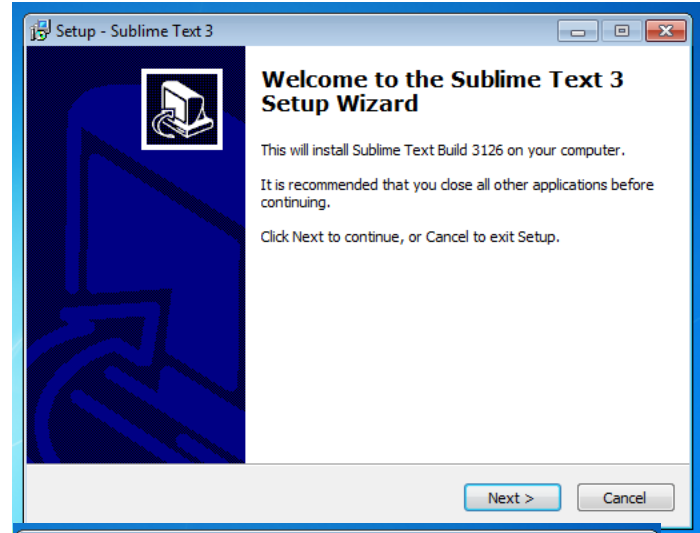 Setup - Sublime Text 3
Welcome to the Sublime Text 3
Setup Wizard
This will install Sublime Text Build 3126 on your computer.
It is recommended that you close all other applications before
continuing.
Click Next to continue, or Cancel to exit Setup.
Next >
Cancel